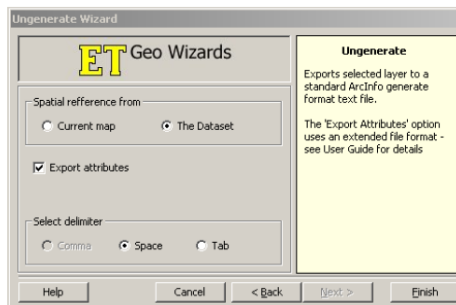 Ungenerate Wizard
ET Geo Wizards
Spatial refference from
Current map
The Dataset
Export attributes
Select delimiter
Comma
Space
Tab
Ungenerate
Exports selected layer to a
standard ArcInfo generate
format text file.
The 'Export Attributes' option
uses an extended file format -
see User Guide for details
Help
Cancel
< Back
Next >
Finish